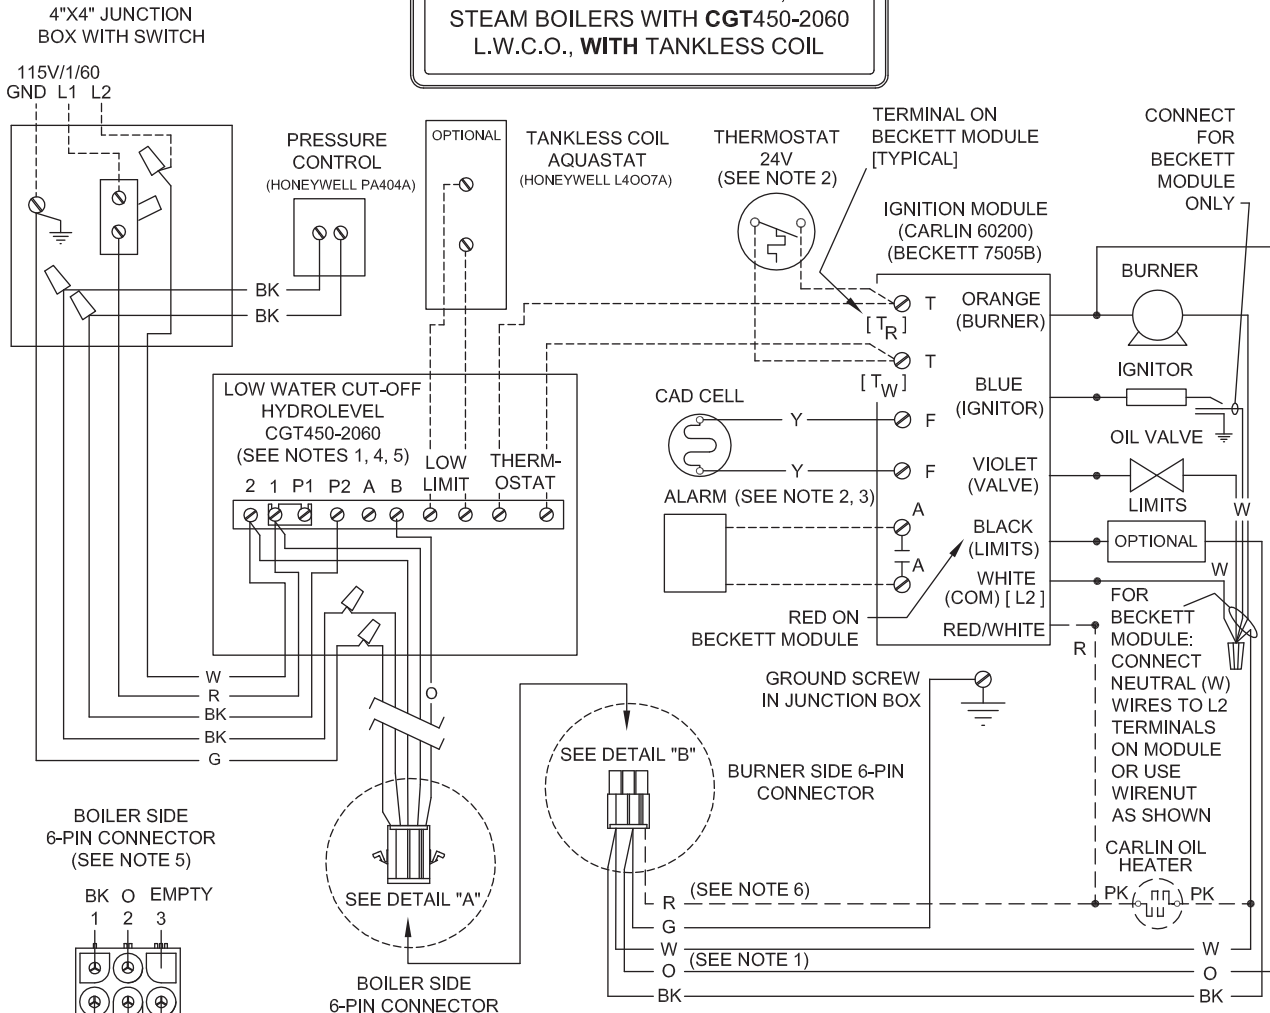 4"X4" JUNCTION
BOX WITH SWITCH
STEAM BOILERS WITH CGT450-2060
L.W.C.O., WITH TANKLESS COIL
115V/1/60
GND L1 L2
PRESSURE
CONTROL
(HONEYWELL PA404A)
OPTIONAL
TANKLESS COIL
AQUASTAT
(HONEYWELL L4OO7A)
THERMOSTAT
24V
(SEE NOTE 2)
TERMINAL ON
BECKETT MODULE
[TYPICAL]
CONNECT
FOR
BECKETT
MODULE
ONLY
IGNITION MODULE
(CARLIN 60200)
(BECKETT 7505B)
BK
BK
T
[ TR ]
T
[ TW ]
F
F
A
A
ORANGE
(BURNER)
BLUE
(IGNITOR)
VIOLET
(VALVE)
BLACK
(LIMITS)
WHITE
(COM) [ L2 ]
RED/WHITE
BURNER
IGNITOR
OIL VALVE
LIMITS
OPTIONAL
W
W
R
LOW WATER CUT-OFF
HYDROLEVEL
CGT450-2060
(SEE NOTES 1, 4, 5)
LOW
LIMIT
THERM-
OSTAT
2 1 P1 P2 A B
CAD CELL
Y
Y
ALARM (SEE NOTE 2, 3)
RED ON
BECKETT MODULE
GROUND SCREW
IN JUNCTION BOX
FOR
BECKETT
MODULE:
CONNECT
NEUTRAL (W)
WIRES TO L2
TERMINALS
ON MODULE
OR USE
WIRENUT
AS SHOWN
W
R
BK
BK
G
O
SEE DETAIL "B"
BURNER SIDE 6-PIN
CONNECTOR
SEE DETAIL "A"
BOILER SIDE
6-PIN CONNECTOR
BOILER SIDE
6-PIN CONNECTOR
(SEE NOTE 5)
BK O EMPTY
1 2 3
CARLIN OIL
HEATER
PK PK
R (SEE NOTE 6)
G
W W
O (SEE NOTE 1) O
BK BK